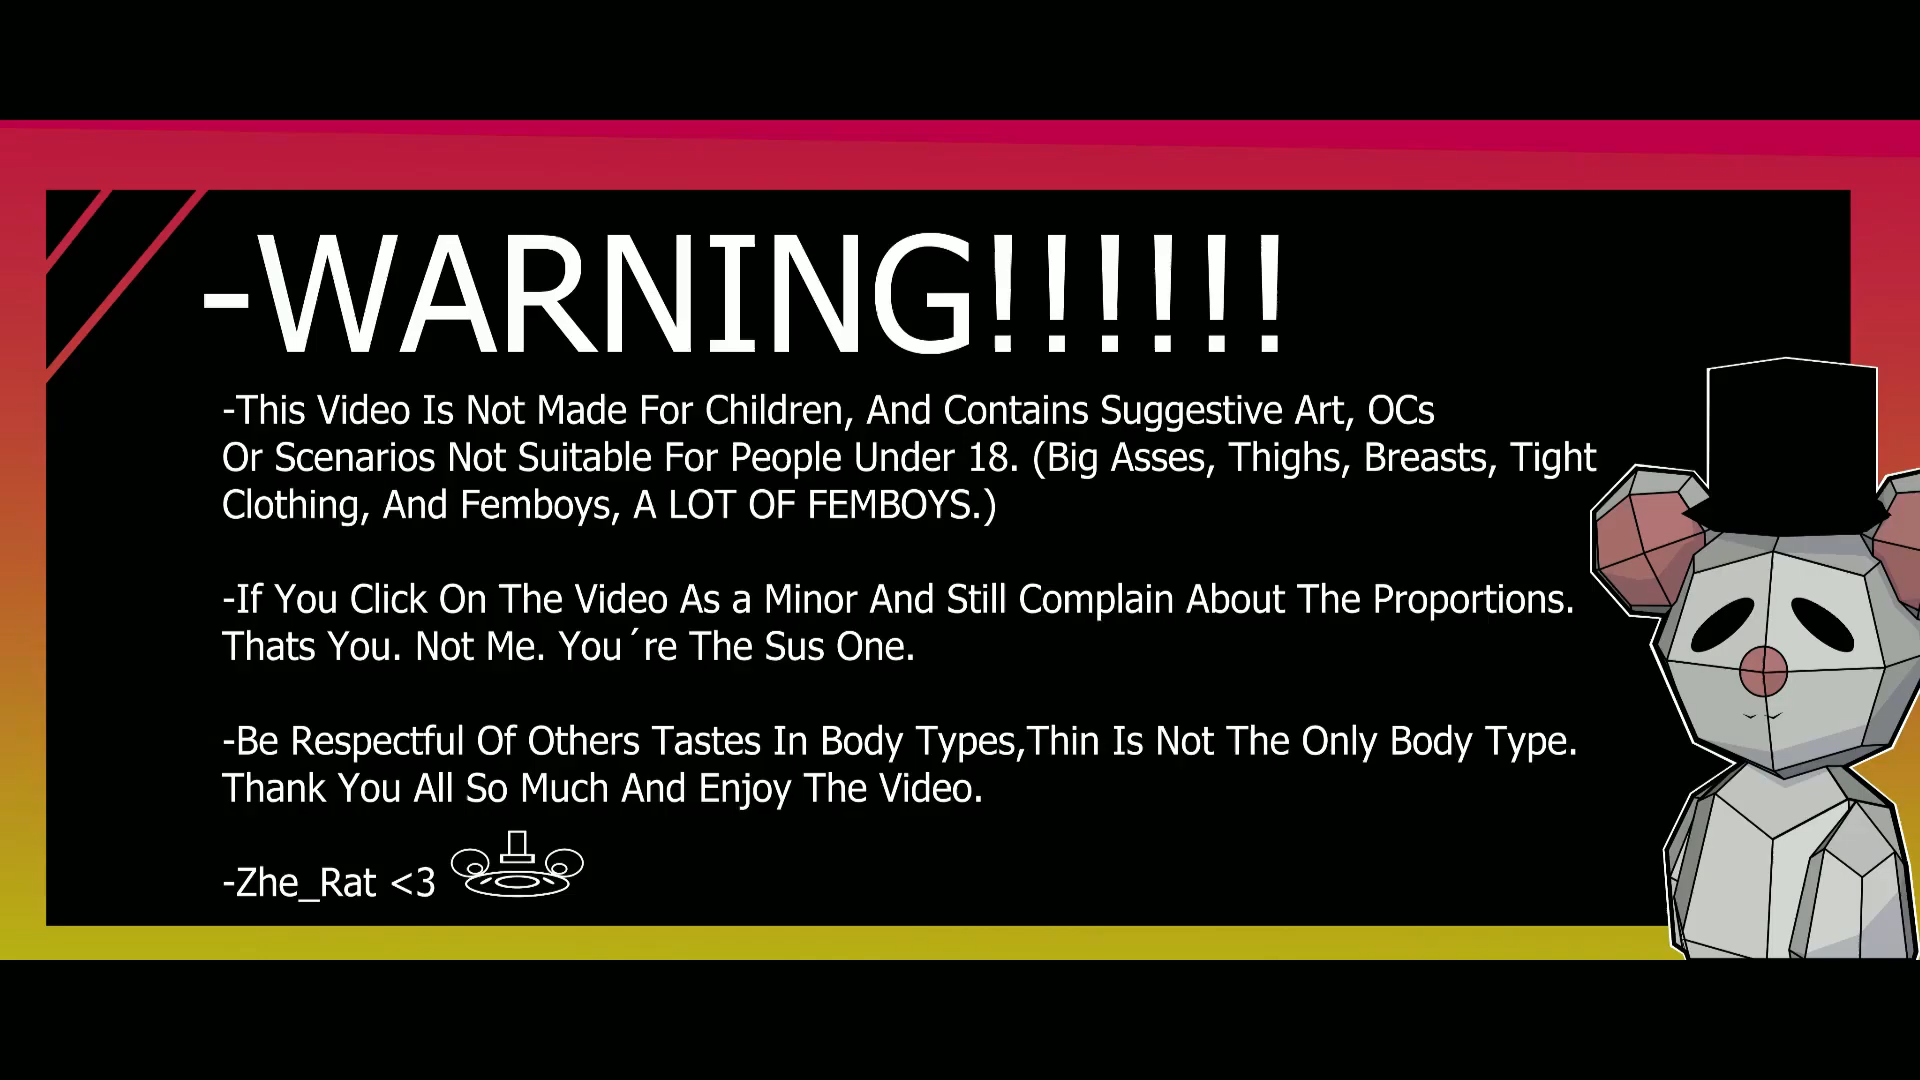 -WARNING!!!!!!
-This Video Is Not Made For Children, And Contains Suggestive Art, OCs
Or Scenarios Not Suitable For People Under 18. (Big Asses, Thighs, Breasts, Tight
Clothing, And Femboys, A LOT OF FEMBOYS.)
-If You Click On The Video As a Minor And Still Complain About The Proportions.
Thats You. Not Me. You´re The Sus One.
-Be Respectful Of Others Tastes In Body Types,Thin Is Not The Only Body Type.
Thank You All So Much And Enjoy The Video.
-Zhe_Rat <3